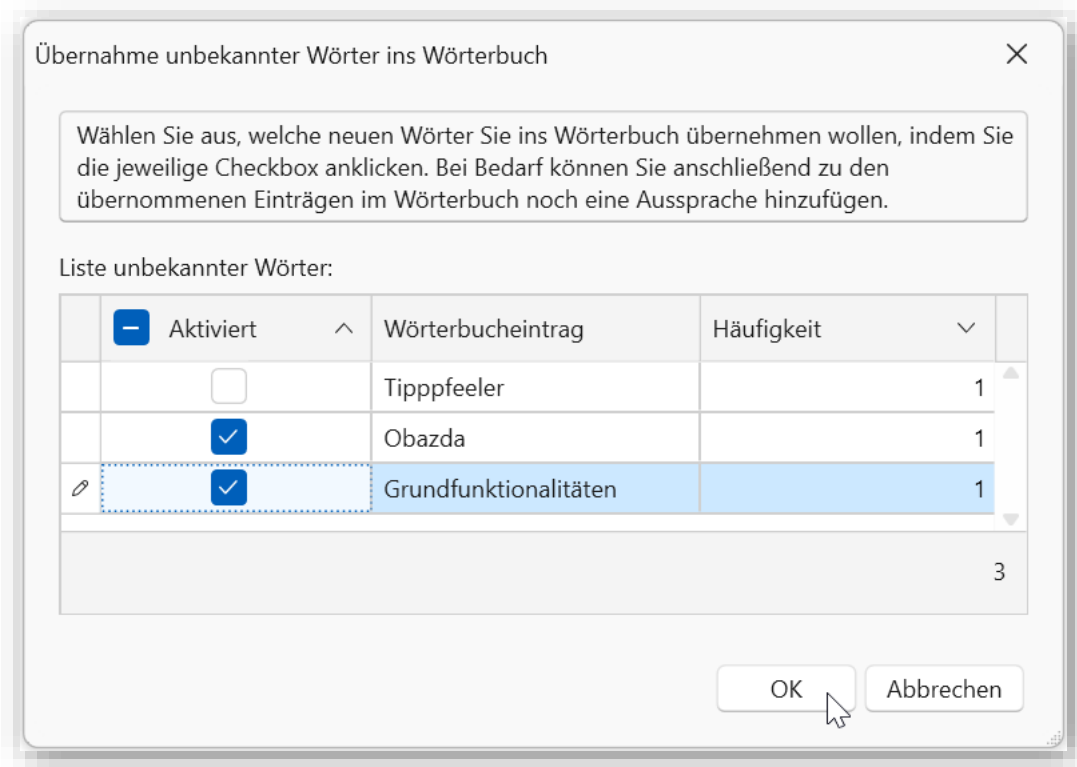 Übernahme unbekannter Wörter ins Wörterbuch
Wählen Sie aus, welche neuen Wörter Sie ins Wörterbuch übernehmen wollen, indem Sie
die jeweilige Checkbox anklicken. Bei Bedarf können Sie anschließend zu den
übernommenen Einträgen im Wörterbuch noch eine Aussprache hinzufügen.
Liste unbekannter Wörter:
Aktiviert Wörterbucheintrag Häufigkeit
Tipppfeeler 1
Obazda 1
Grundfunktionalitäten 1
3
OK Abbrechen